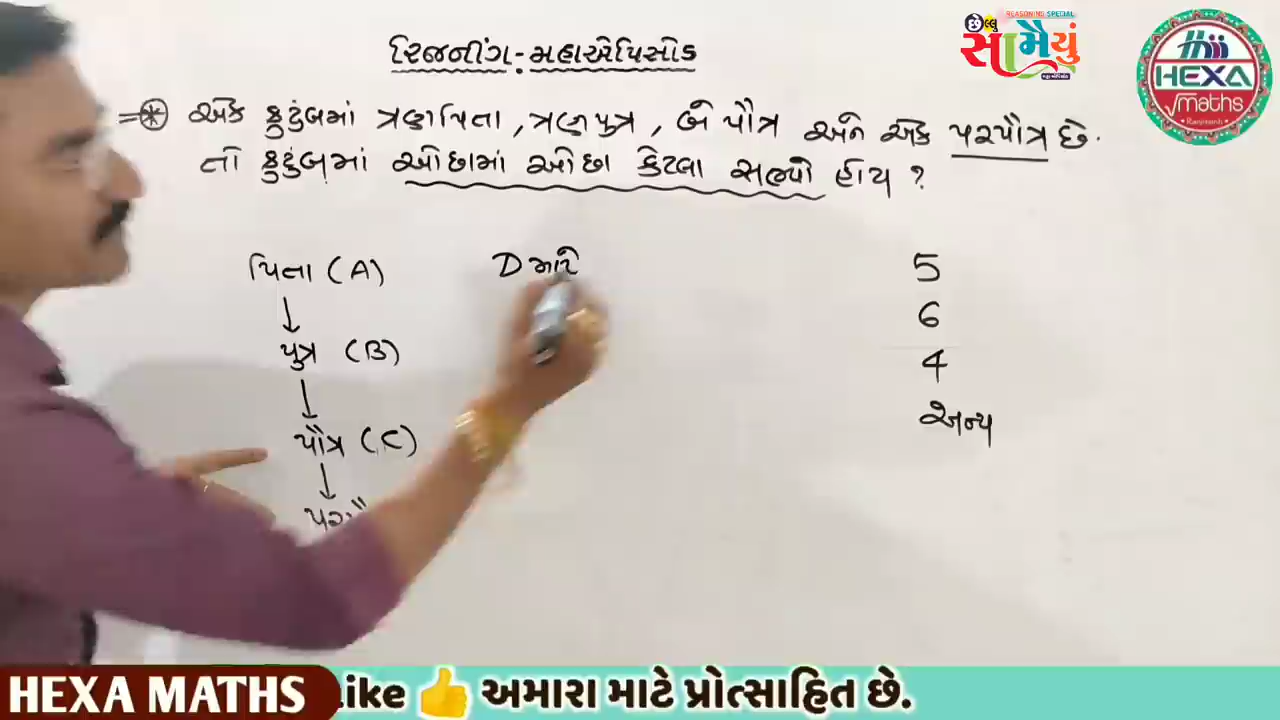 REASONING SPECIAL
છેલ્લુ
સામૈયું
HEXA
maths
રિજનીંગ - મહાએપિસોડ
=> * એક કુટુંબમાં ત્રણ પિતા, ત્રણ પુત્ર, બે પૌત્ર અને એક પરપૌત્ર છે.
તો કુટુંબમાં ઓછામાં ઓછા કેટલા સભ્યો હોય ?
પિતા (A)
D માટે
5
↓
6
પુત્ર (B)
4
↓
અન્ય
પૌત્ર (C)
↓
HEXA MATHS
Like 👍 અમારા માટે પ્રોત્સાહિત છે.